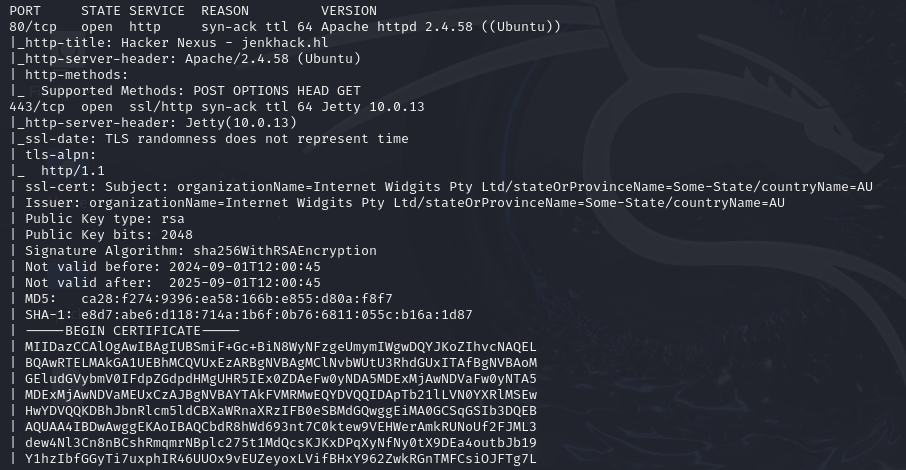 PORT STATE SERVICE REASON VERSION
80/tcp open http syn-ack ttl 64 Apache httpd 2.4.58 ((Ubuntu))
|_http-title: Hacker Nexus - jenkhack.hl
|_http-server-header: Apache/2.4.58 (Ubuntu)
| http-methods:
|_ Supported Methods: POST OPTIONS HEAD GET
443/tcp open ssl/http syn-ack ttl 64 Jetty 10.0.13
|_http-server-header: Jetty(10.0.13)
|_ssl-date: TLS randomness does not represent time
| tls-alpn:
|_ http/1.1
| ssl-cert: Subject: organizationName=Internet Widgits Pty Ltd/stateOrProvinceName=Some-State/countryName=AU
| Issuer: organizationName=Internet Widgits Pty Ltd/stateOrProvinceName=Some-State/countryName=AU
| Public Key type: rsa
| Public Key bits: 2048
| Signature Algorithm: sha256WithRSAEncryption
| Not valid before: 2024-09-01T12:00:45
| Not valid after: 2025-09-01T12:00:45
| MD5: ca28:f274:9396:ea58:166b:e855:d80a:f8f7
| SHA-1: e8d7:abe6:d118:714a:1b6f:0b76:6811:055c:b16a:1d87
| -----BEGIN CERTIFICATE-----
| MIIDazCCAlOgAwIBAgIUBSmiF+Gc+BiN8WyNFzgeUmymIWgwDQYJKoZIhvcNAQEL
| BQAwRTELMAkGA1UEBhMCQVUxEzARBgNVBAgMClNvbWUtU3RhdGUxITAfBgNVBAoM
| GEludGVybmV0IFdpZGdpdHMgUHR5IEx0ZDAeFw0yNDA5MDExMjAwNDVaFw0yNTA5
| MDExMjAwNDVaMEUxCzAJBgNVBAYTAkFVMRMwEQYDVQQIDApTb21lLVN0YXRlMSEw
| HwYDVQQKDBhJbnRlcm5ldCBXaWRnaXRzIFB0eSBMdGQwggEiMA0GCSqGSIb3DQEB
| AQUAA4IBDwAwggEKAoIBAQCbdR8hWd693nt7C0ktew9VEHWerAmkRUNoUf2FJML3
| dew4Nl3Cn8nBCshRmqmrNBplc275t1MdQcsKJKxDPqXyNfNy0tX9DEa4outbJb19
| Y1hzIbfGGyTi7uxphIR46UUOx9vEUZeyoxLVifBHxY962ZwkRGnTMFCsiOJFTg7L